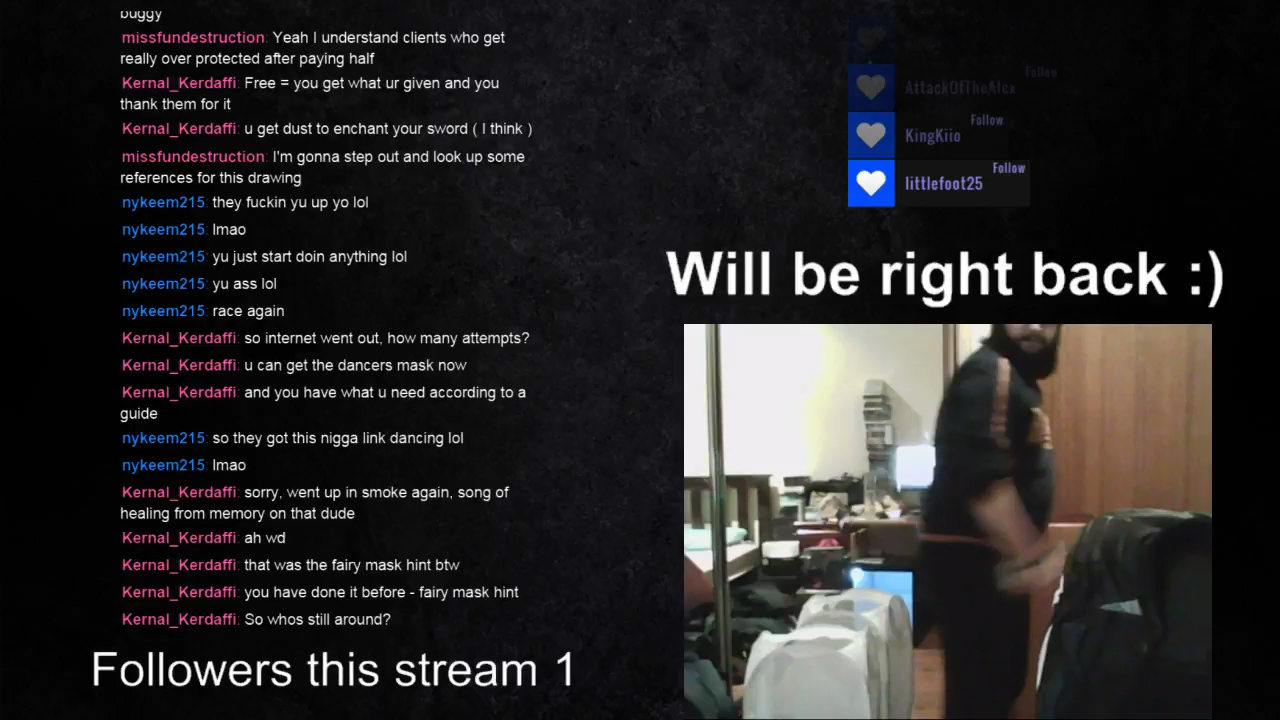 buggy
missfundestruction: Yeah I understand clients who get
really over protected after paying half
Kernal_Kerdaffi: Free = you get what ur given and you
thank them for it
Kernal_Kerdaffi: u get dust to enchant your sword ( I think )
missfundestruction: I'm gonna step out and look up some
references for this drawing
nykeem215: they fuckin yu up yo lol
nykeem215: lmao
nykeem215: yu just start doin anything lol
nykeem215: yu ass lol
nykeem215: race again
Kernal_Kerdaffi: so internet went out, how many attempts?
Kernal_Kerdaffi: u can get the dancers mask now
Kernal_Kerdaffi: and you have what u need according to a
guide
nykeem215: so they got this nigga link dancing lol
nykeem215: lmao
Kernal_Kerdaffi: sorry, went up in smoke again, song of
healing from memory on that dude
Kernal_Kerdaffi: ah wd
Kernal_Kerdaffi: that was the fairy mask hint btw
Kernal_Kerdaffi: you have done it before - fairy mask hint
Kernal_Kerdaffi: So whos still around?
Followers this stream 1
Follow
AttackOfTheAlex
Follow
KingKiio
Follow
littlefoot25
Will be right back :)